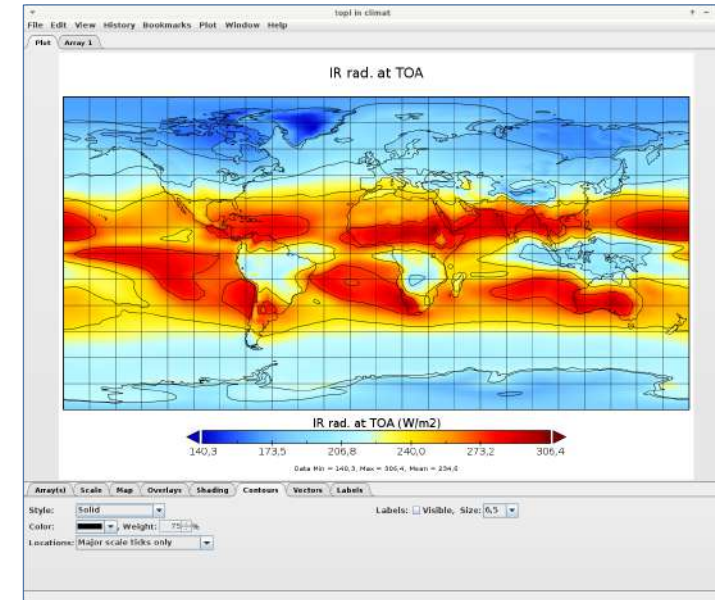 topl in climat
File Edit View History Bookmarks Plot Window Help
Plot Array 1
IR rad. at TOA
IR rad. at TOA (W/m2)
140,3 173,5 206,8 240,0 273,2 306,4
Data Min = 140,3, Max = 306,4, Mean = 234,6
Array(s) Scale Map Overlays Shading Contours Vectors Labels
Style: Solid Labels: Visible, Size: 6,5
Color: , Weight: 75 %
Locations: Major scale ticks only